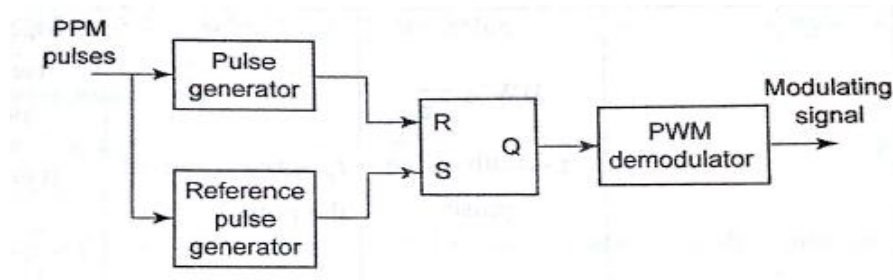 PPM
pulses
Pulse
generator
Reference
pulse
generator
R
S
Q
PWM
demodulator
Modulating
signal